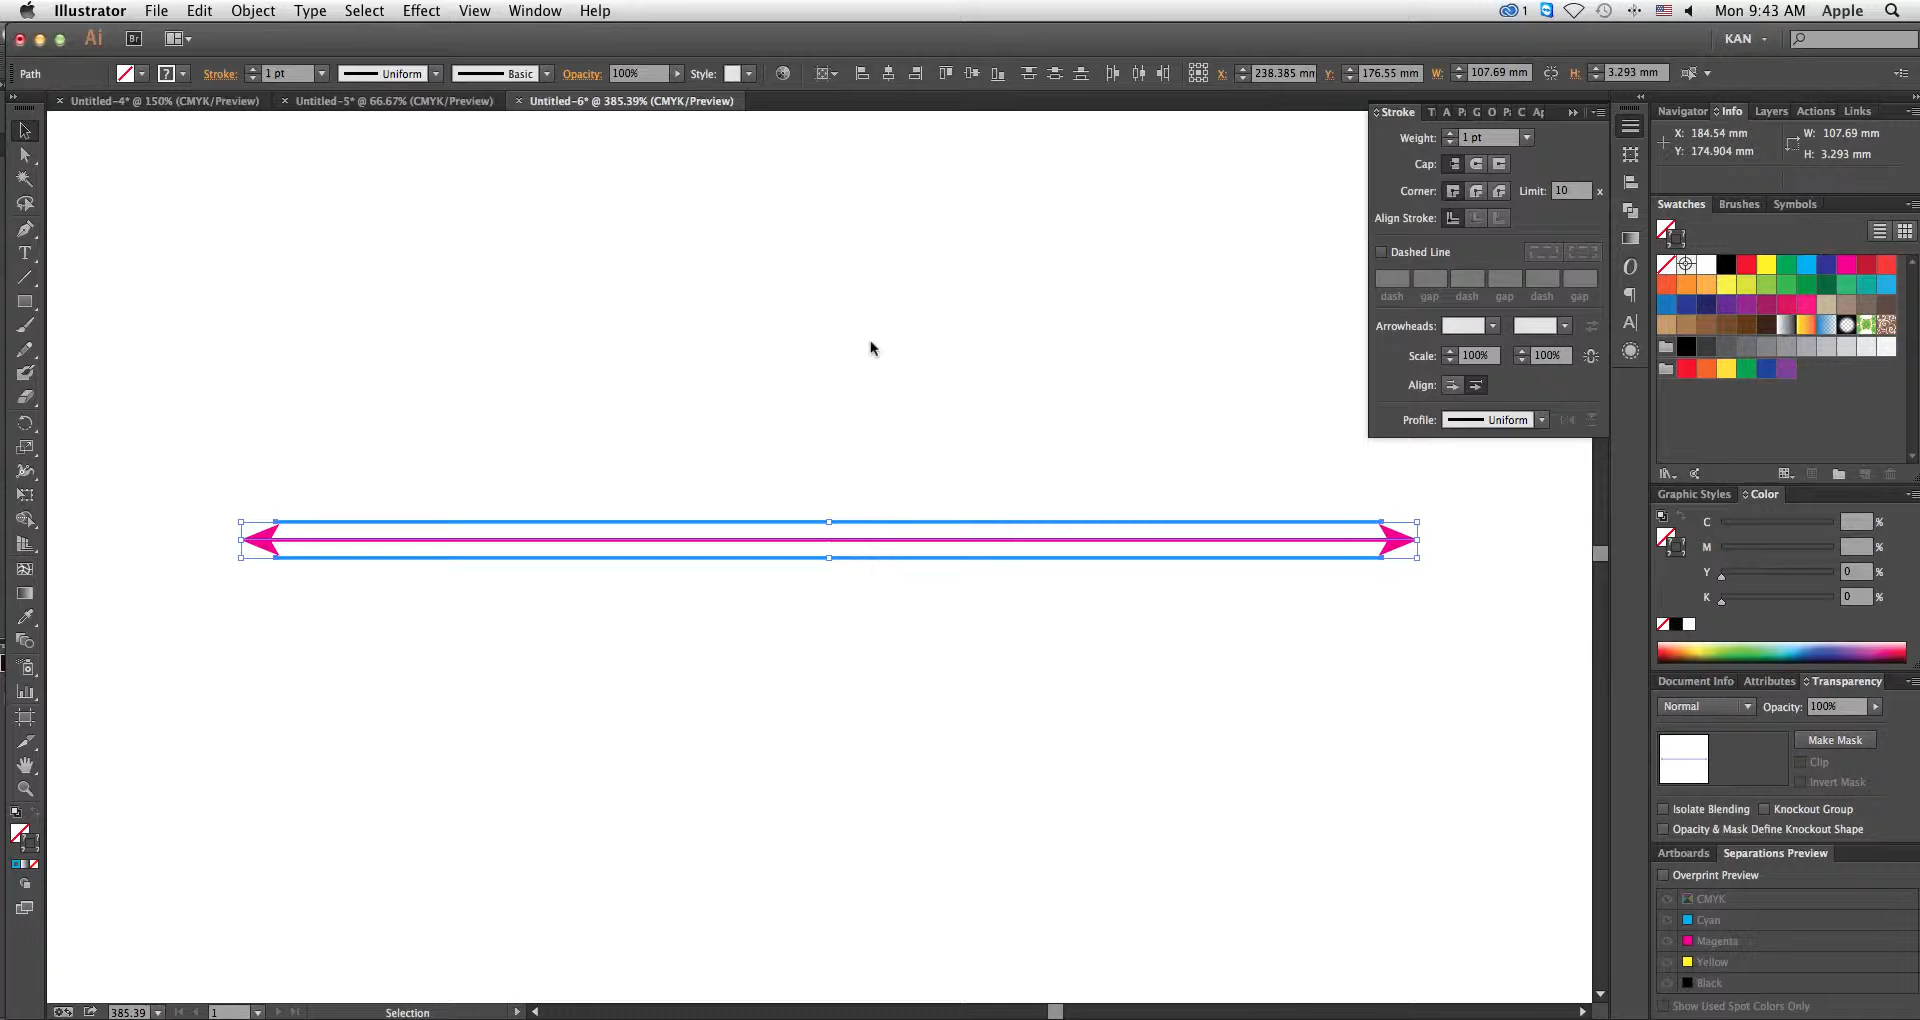 Illustrator File Edit Object Type Select Effect View Window Help 1 Mon 9:43 AM Apple
Ai Br KAN
Path ? Stroke: 1 pt Uniform Basic Opacity: 100% Style: X: 238.385 mm Y: 176.55 mm W: 107.69 mm H: 3.293 mm
× Untitled-4* @ 150% (CMYK/Preview) × Untitled-5* @ 66.67% (CMYK/Preview) × Untitled-6* @ 385.39% (CMYK/Preview)
Stroke T A G O C
Weight: 1 pt
Cap:
Corner: Limit: 10 x
Align Stroke:
Dashed Line
dash gap dash gap dash gap
Arrowheads:
Scale: 100% 100%
Align:
Profile: Uniform
Navigator Info Layers Actions Links
X: 184.54 mm W: 107.69 mm
Y: 174.904 mm H: 3.293 mm
Swatches Brushes Symbols
Graphic Styles Color
C %
M %
Y 0 %
K 0 %
Document Info Attributes Transparency
Normal Opacity: 100%
Make Mask
Clip
Invert Mask
Isolate Blending Knockout Group
Opacity & Mask Define Knockout Shape
Artboards Separations Preview
Overprint Preview
CMYK
Cyan
Magenta
Yellow
Black
Show Used Spot Colors Only
385.39 1 Selection